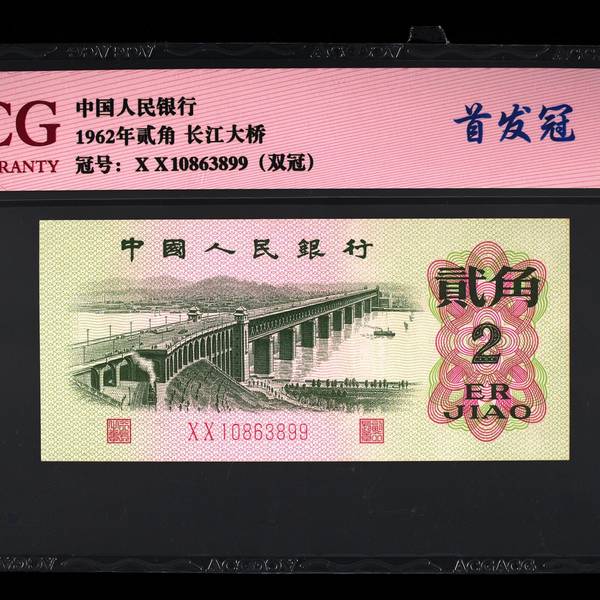 CG
中国人民银行
1962年贰角 长江大桥
RANTY
冠号：ＸＸ10863899（双冠）
首发冠
中國人民銀行
貳角
2
ER
JIAO
XX10863899
ACGACG